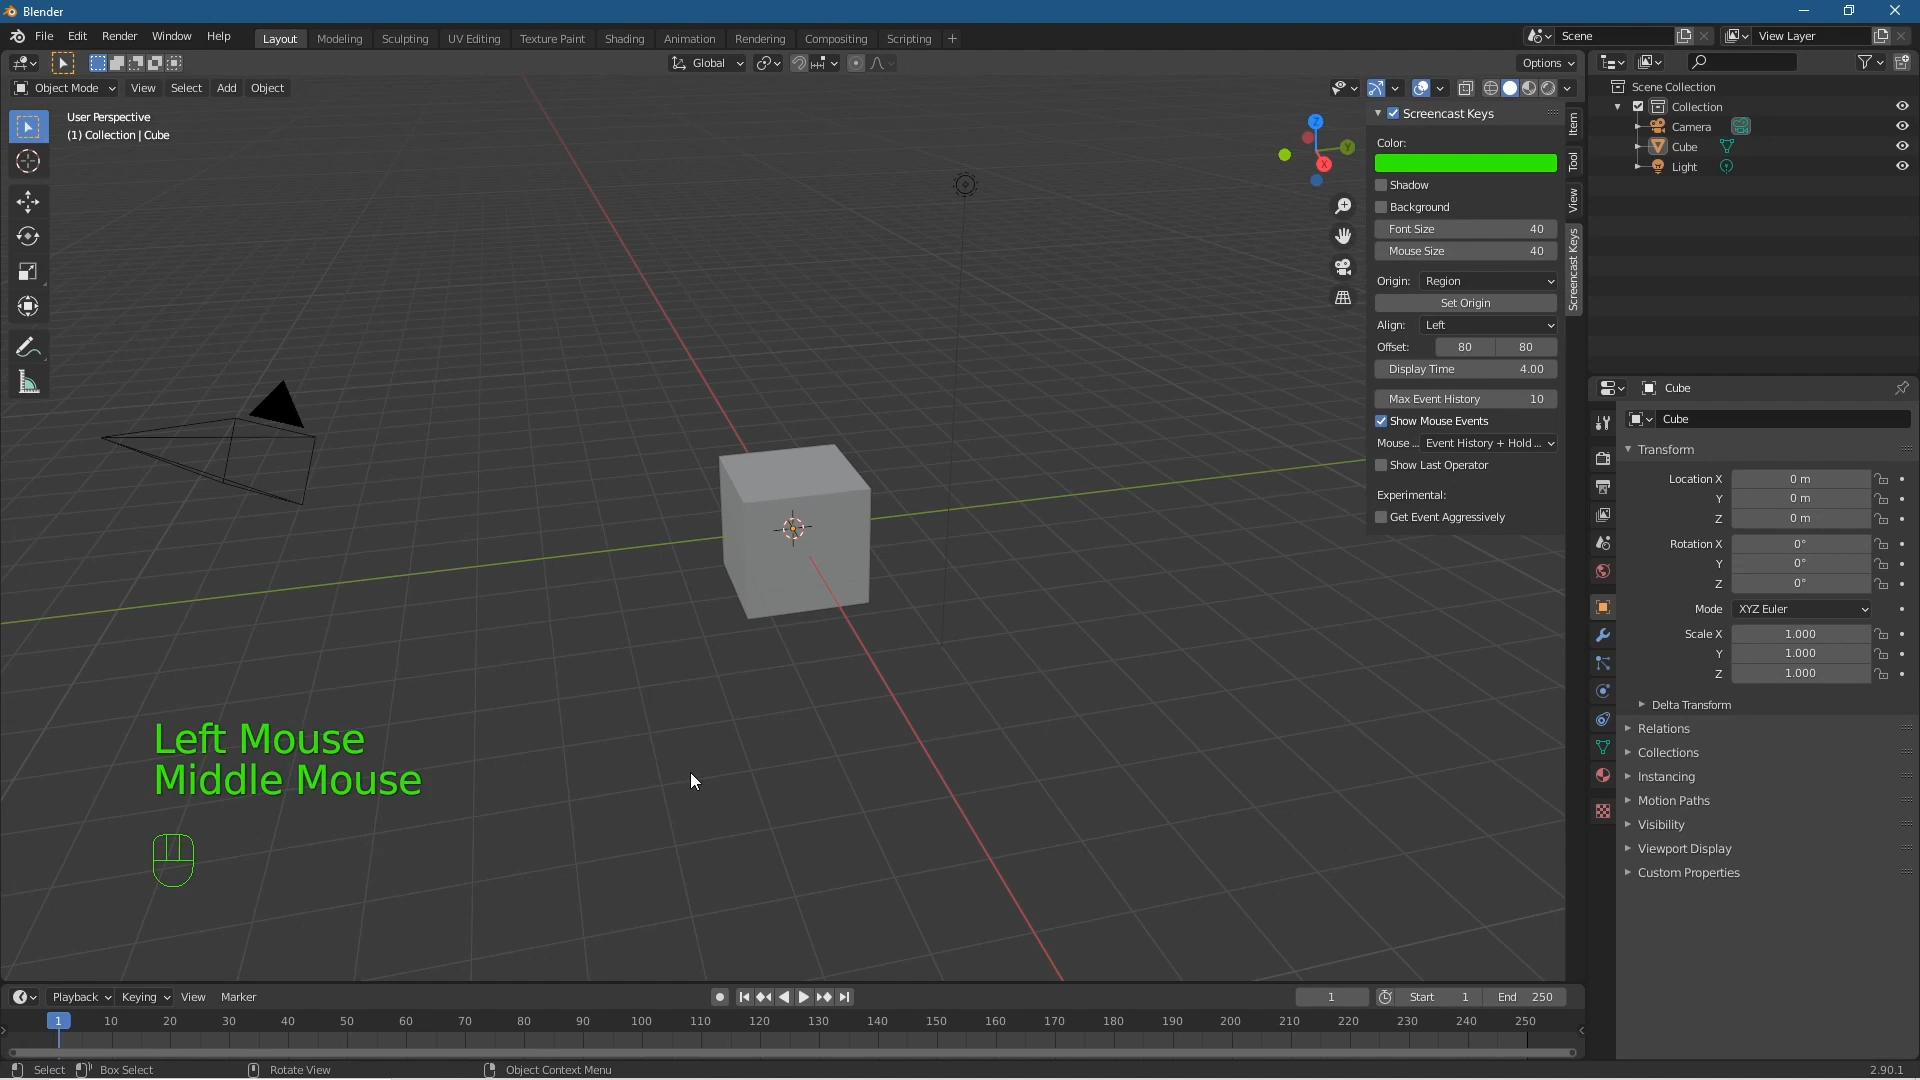 Blender
File Edit Render Window Help Layout Modeling Sculpting UV Editing Texture Paint Shading Animation Rendering Compositing Scripting + Scene View Layer
Global Options
Object Mode View Select Add Object
User Perspective
(1) Collection | Cube
Z
Y
X
Screencast Keys
Color:
Shadow
Background
Font Size 40
Mouse Size 40
Origin: Region
Set Origin
Align: Left
Offset: 80 80
Display Time 4.00
Max Event History 10
Show Mouse Events
Mouse ... Event History + Hold ...
Show Last Operator
Experimental:
Get Event Aggressively
Item
Tool
View
Screencast Keys
Scene Collection
Collection
Camera
Cube
Light
Cube
Cube
Transform
Location X 0 m
Y 0 m
Z 0 m
Rotation X 0°
Y 0°
Z 0°
Mode XYZ Euler
Scale X 1.000
Y 1.000
Z 1.000
Delta Transform
Relations
Collections
Instancing
Motion Paths
Visibility
Viewport Display
Custom Properties
Left Mouse
Middle Mouse
Playback Keying View Marker 1 Start 1 End 250
1 10 20 30 40 50 60 70 80 90 100 110 120 130 140 150 160 170 180 190 200 210 220 230 240 250
Select Box Select Rotate View Object Context Menu 2.90.1